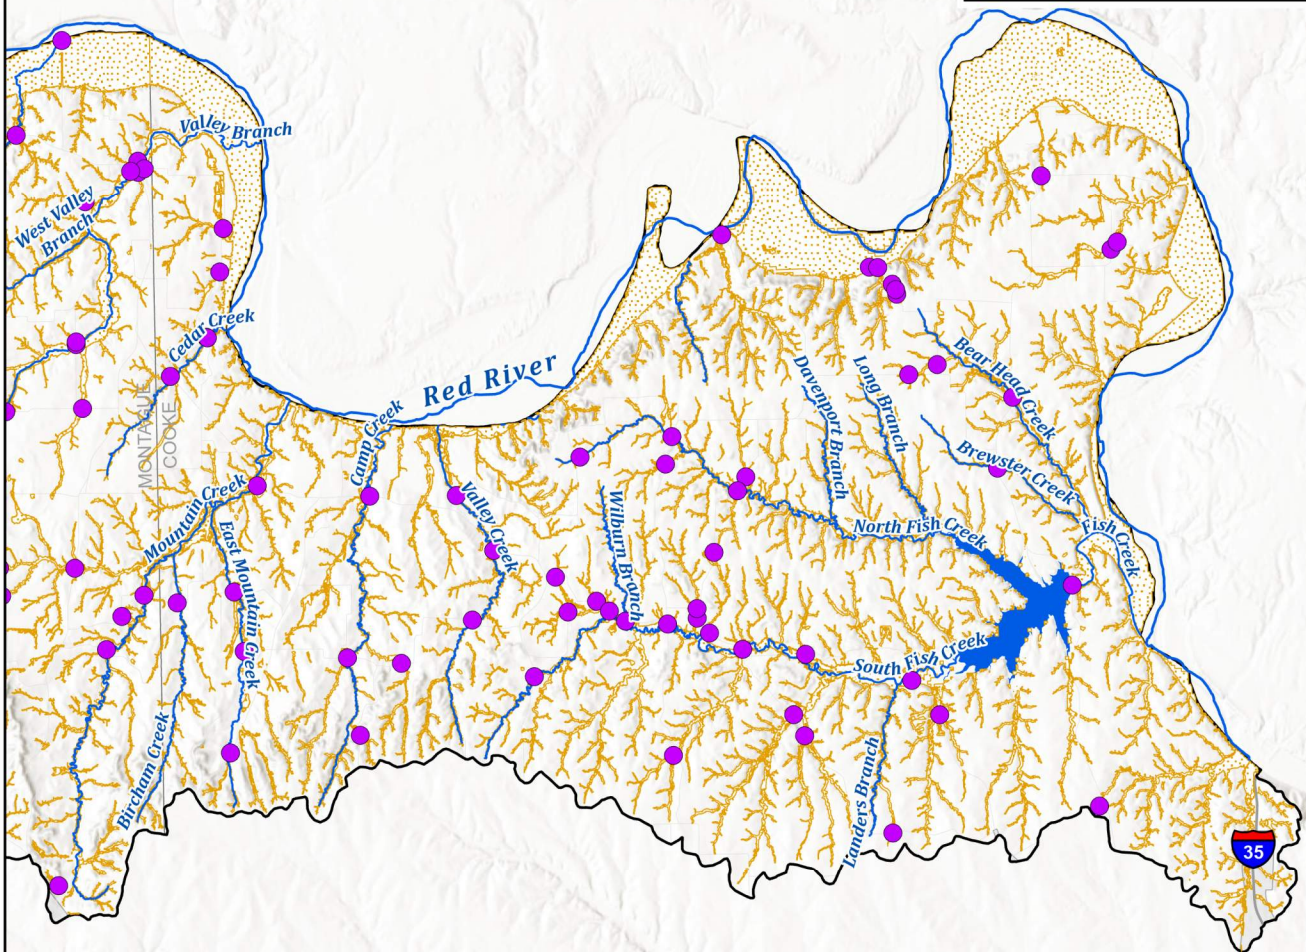 Valley Branch
West Valley
Branch
Cedar Creek
Red River
MONTAGUE
COOKE
Camp Creek
Mountain Creek
East Mountain Creek
Valley Creek
Wilburn Branch
Bircham Creek
Davenport Branch
Long Branch
Bear Head Creek
Brewster Creek
North Fish Creek
Fish Creek
South Fish Creek
Landers Branch
35